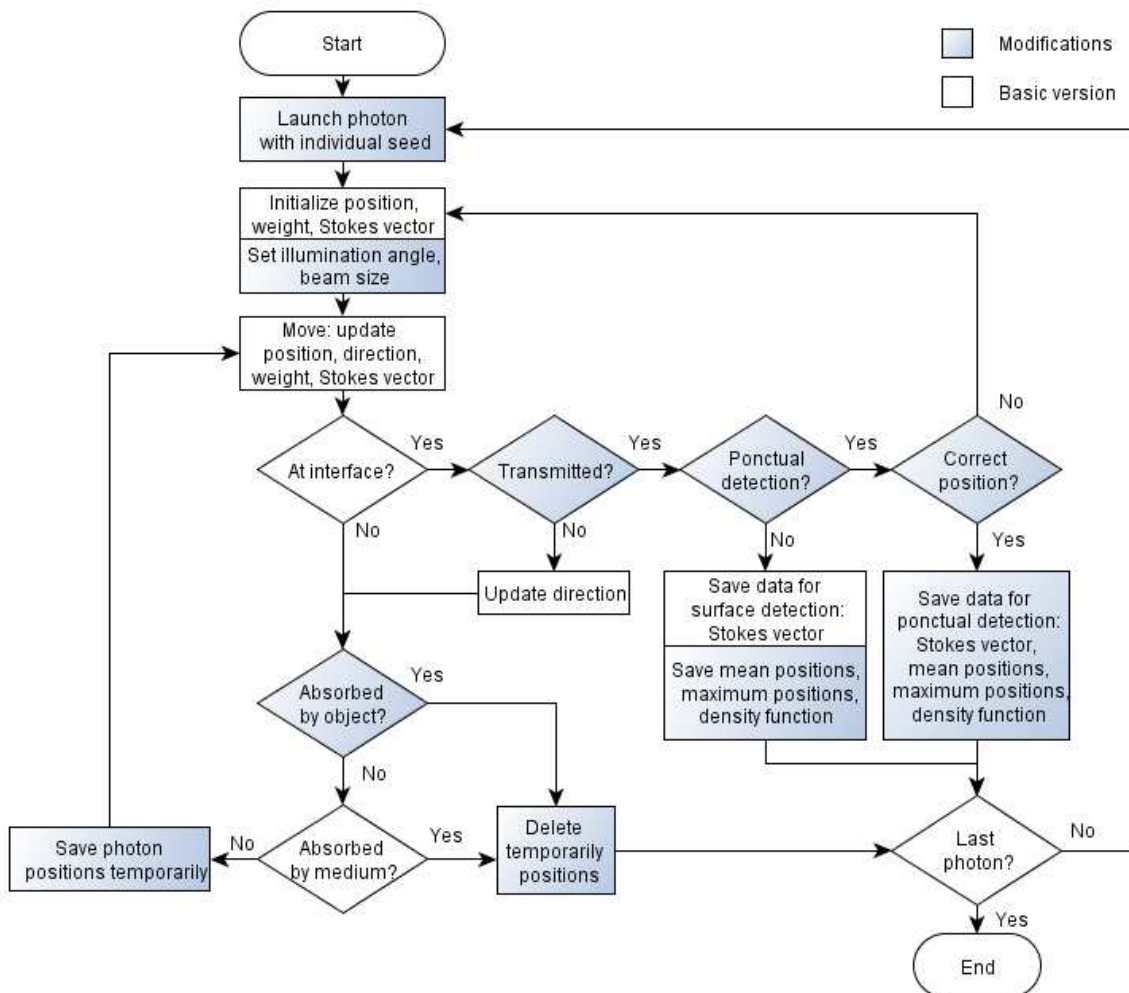 Start
Modifications
Basic version
Launch photon
with individual seed
Initialize position,
weight, Stokes vector
Set illumination angle,
beam size
Move: update
position, direction,
weight, Stokes vector
No
At interface?
Yes
Transmitted?
Yes
Ponctual
detection?
Yes
Correct
position?
No
No
No
Yes
Update direction
Save data for
surface detection:
Stokes vector
Save mean positions,
maximum positions,
density function
Save data for
ponctual detection:
Stokes vector,
mean positions,
maximum positions,
density function
Absorbed
by object?
Yes
No
Save photon
positions temporarily
No
Absorbed
by medium?
Yes
Delete
temporarily
positions
Last
photon?
No
Yes
End